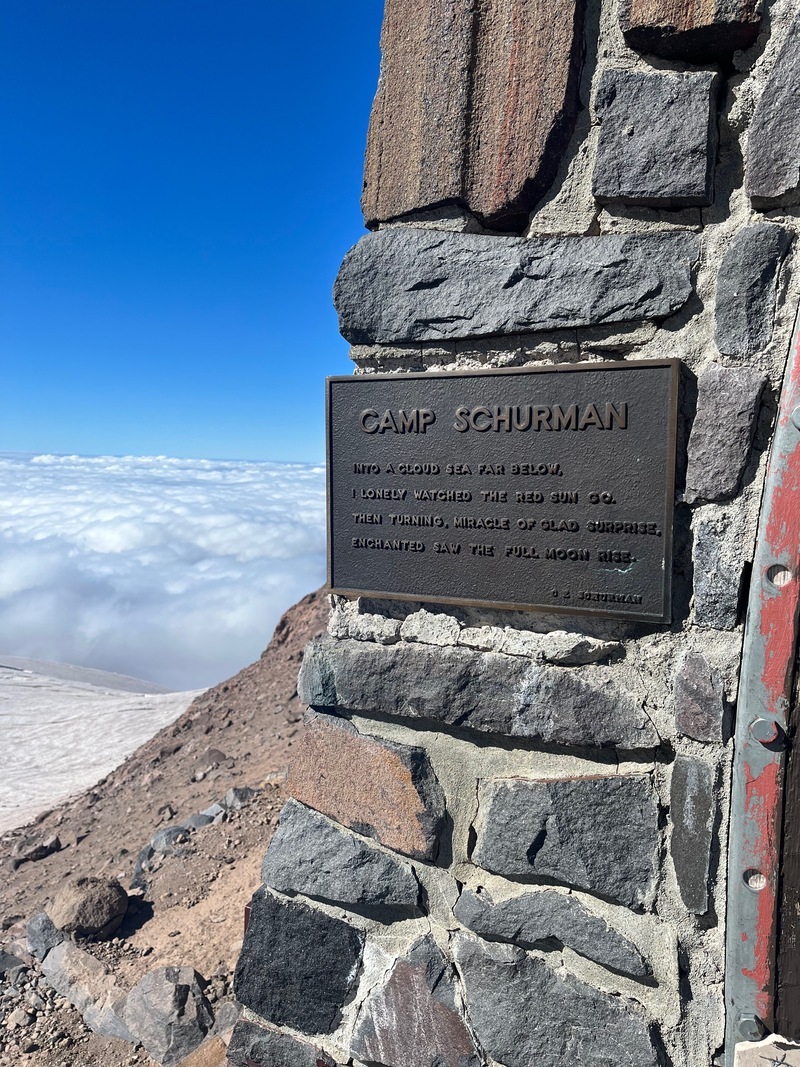 CAMP SCHURMAN
INTO A CLOUD SEA FAR BELOW,
I LONELY WATCHED THE RED SUN GO.
THEN TURNING, MIRACLE OF GLAD SURPRISE,
ENCHANTED SAW THE FULL MOON RISE.
SCHURMAN